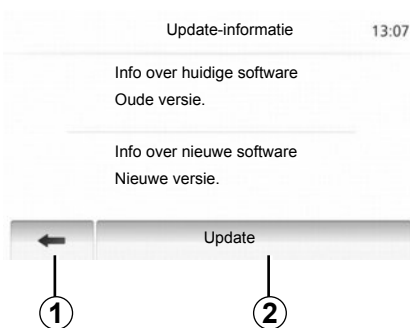 Update-informatie 13:07
Info over huidige software
Oude versie.
Info over nieuwe software
Nieuwe versie.
Update
1 2